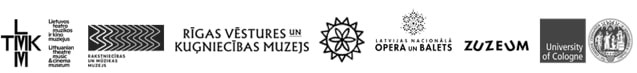 LTMKM
Lietuvos
teatro
muzikos
ir kino
muziejus
Lithuanian
theatre
music
& cinema
museum
RAKSTNIECĪBAS
UN MŪZIKAS
MUZEJS
RĪGAS VĒSTURES UN
KUĢNIECĪBAS MUZEJS
LATVIJAS NACIONĀLĀ
OPERA UN BALETS
ZUZEUM
University
of Cologne